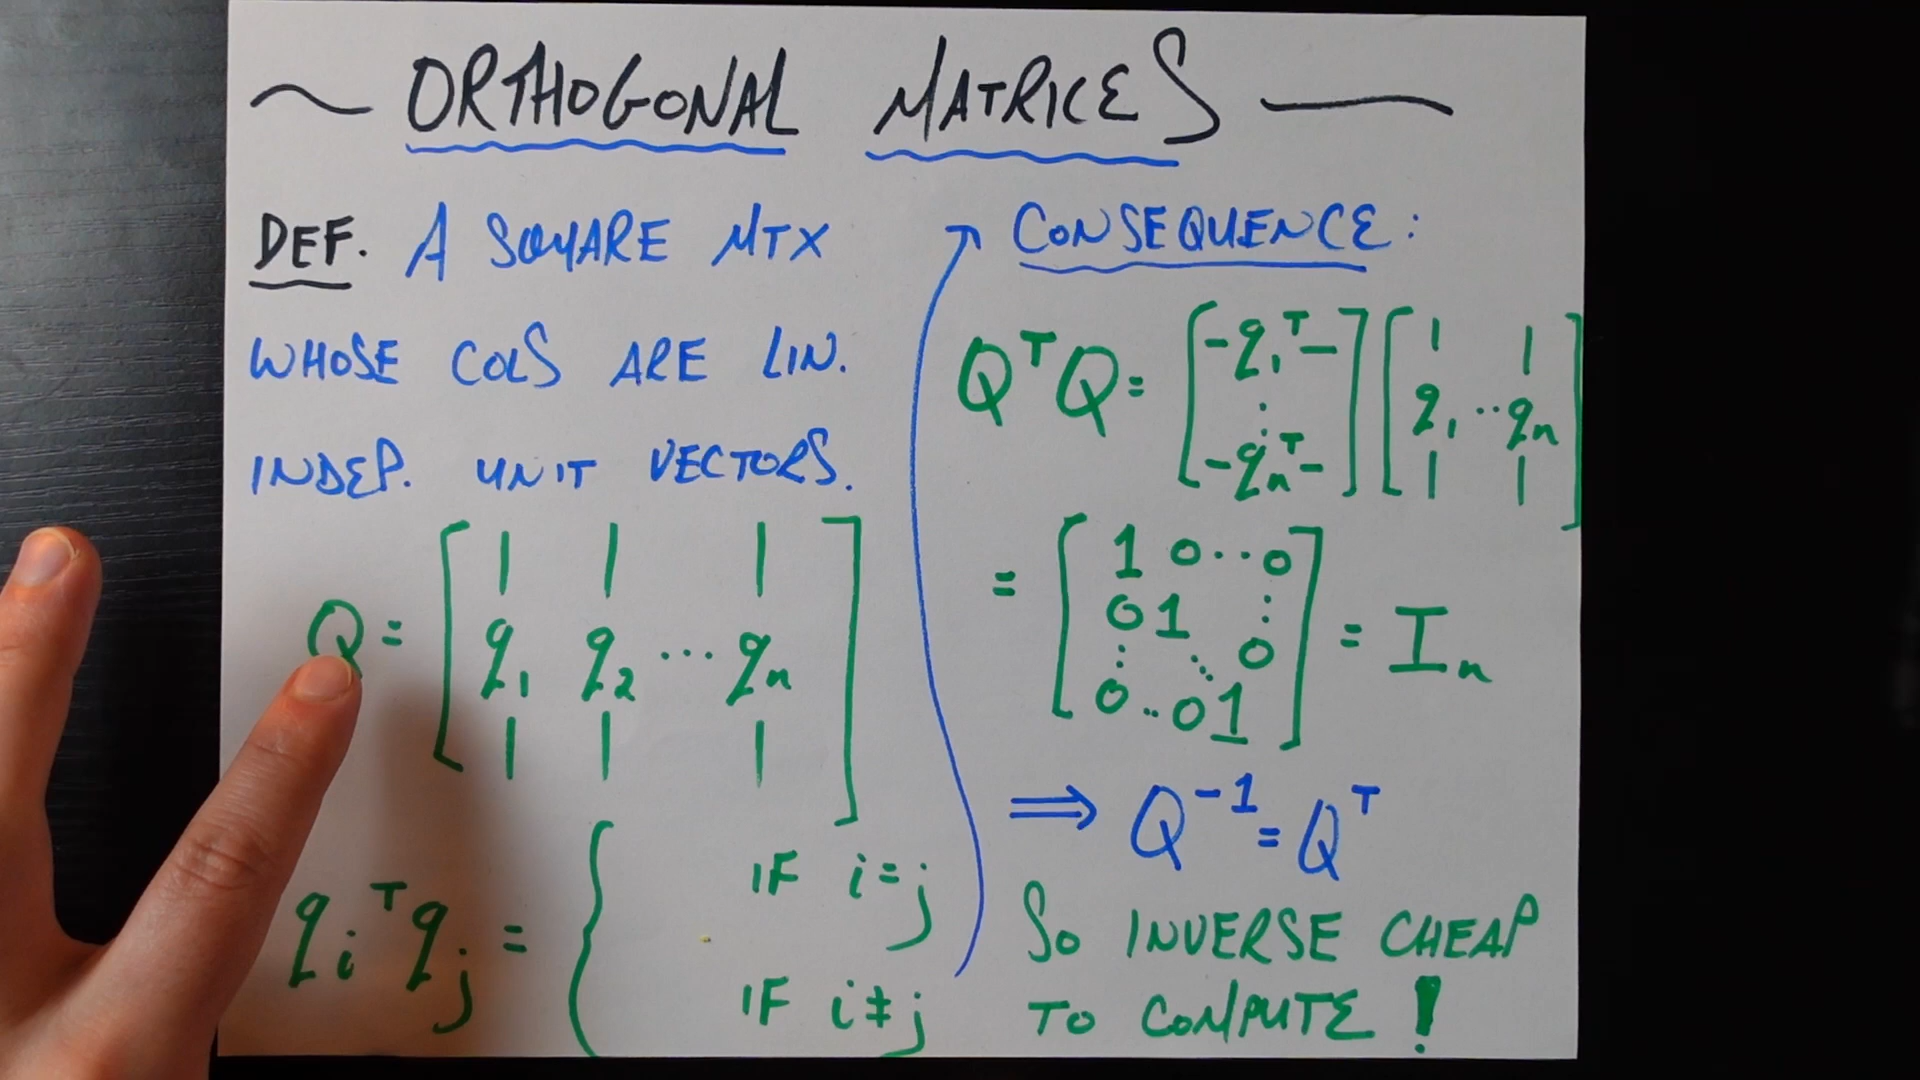 ~ ORTHOGONAL MATRICES —
DEF. A SQUARE MTX
WHOSE COLS ARE LIN.
INDEP. UNIT VECTORS.
Q = [ | | | ; q₁ q₂ ⋯ qₙ ; | | | ]
qᵢᵀqⱼ = { IF i=j
IF i≠j
CONSEQUENCE:
QᵀQ = [ -q₁ᵀ- ; ⋮ ; -qₙᵀ- ] [ | | ; q₁ ⋯ qₙ ; | | ]
= [ 1 0 ⋯ 0 ; 0 1 ⋮ ; ⋮ ⋱ 0 ; 0 ⋯ 0 1 ] = Iₙ
⟹ Q⁻¹ = Qᵀ
SO INVERSE CHEAP
TO COMPUTE!